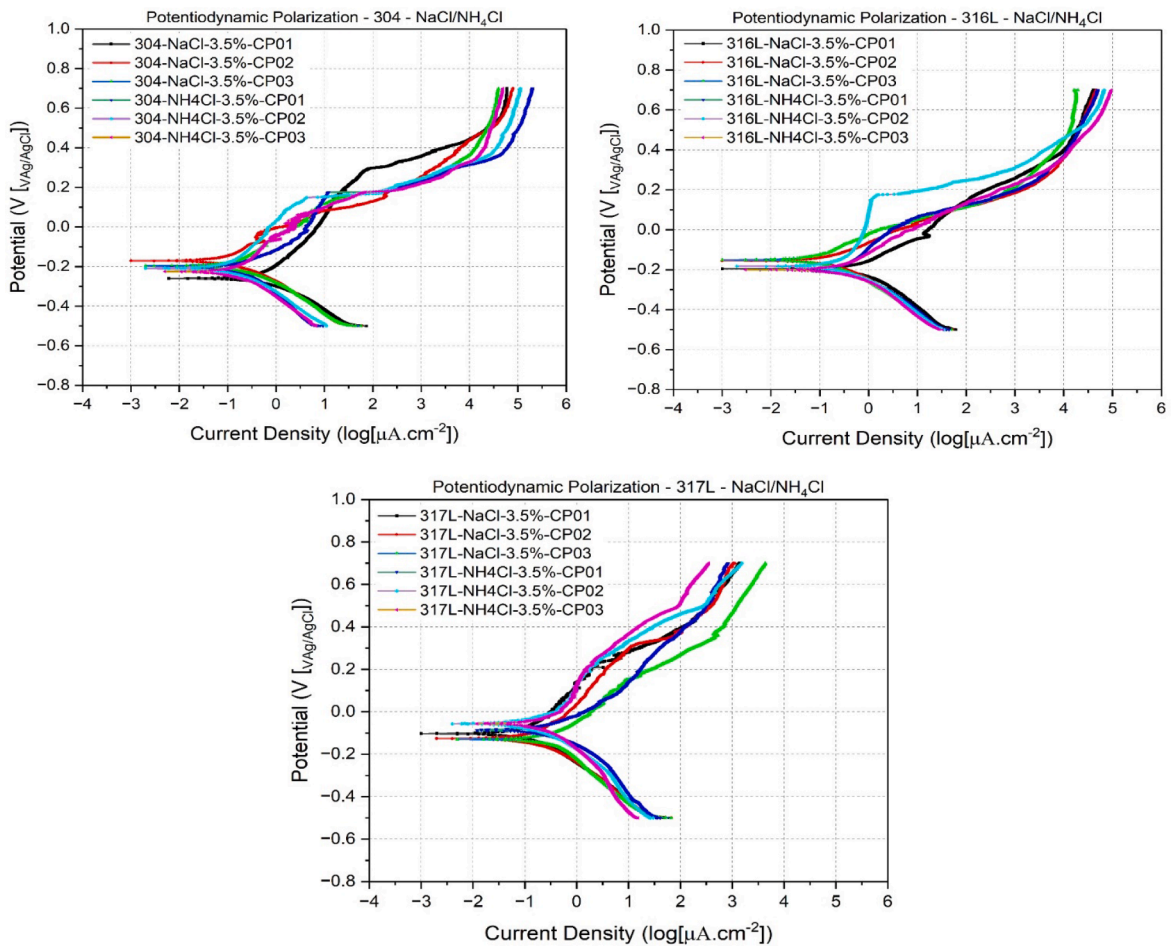 Potentiodynamic Polarization - 304 - NaCl/NH₄Cl
304-NaCl-3.5%-CP01
304-NaCl-3.5%-CP02
304-NaCl-3.5%-CP03
304-NH4Cl-3.5%-CP01
304-NH4Cl-3.5%-CP02
304-NH4Cl-3.5%-CP03
Potential (V [VAg/AgCl])
1.0
0.8
0.6
0.4
0.2
0.0
−0.2
−0.4
−0.6
−0.8
−4 −3 −2 −1 0 1 2 3 4 5 6
Current Density (log[µA.cm⁻²])
Potentiodynamic Polarization - 316L - NaCl/NH₄Cl
316L-NaCl-3.5%-CP01
316L-NaCl-3.5%-CP02
316L-NaCl-3.5%-CP03
316L-NH4Cl-3.5%-CP01
316L-NH4Cl-3.5%-CP02
316L-NH4Cl-3.5%-CP03
Potential (V [VAg/AgCl])
1.0
0.8
0.6
0.4
0.2
0.0
−0.2
−0.4
−0.6
−0.8
−4 −3 −2 −1 0 1 2 3 4 5 6
Current Density (log[µA.cm⁻²])
Potentiodynamic Polarization - 317L - NaCl/NH₄Cl
317L-NaCl-3.5%-CP01
317L-NaCl-3.5%-CP02
317L-NaCl-3.5%-CP03
317L-NH4Cl-3.5%-CP01
317L-NH4Cl-3.5%-CP02
317L-NH4Cl-3.5%-CP03
Potential (V [VAg/AgCl])
1.0
0.8
0.6
0.4
0.2
0.0
−0.2
−0.4
−0.6
−0.8
−4 −3 −2 −1 0 1 2 3 4 5 6
Current Density (log[µA.cm⁻²])